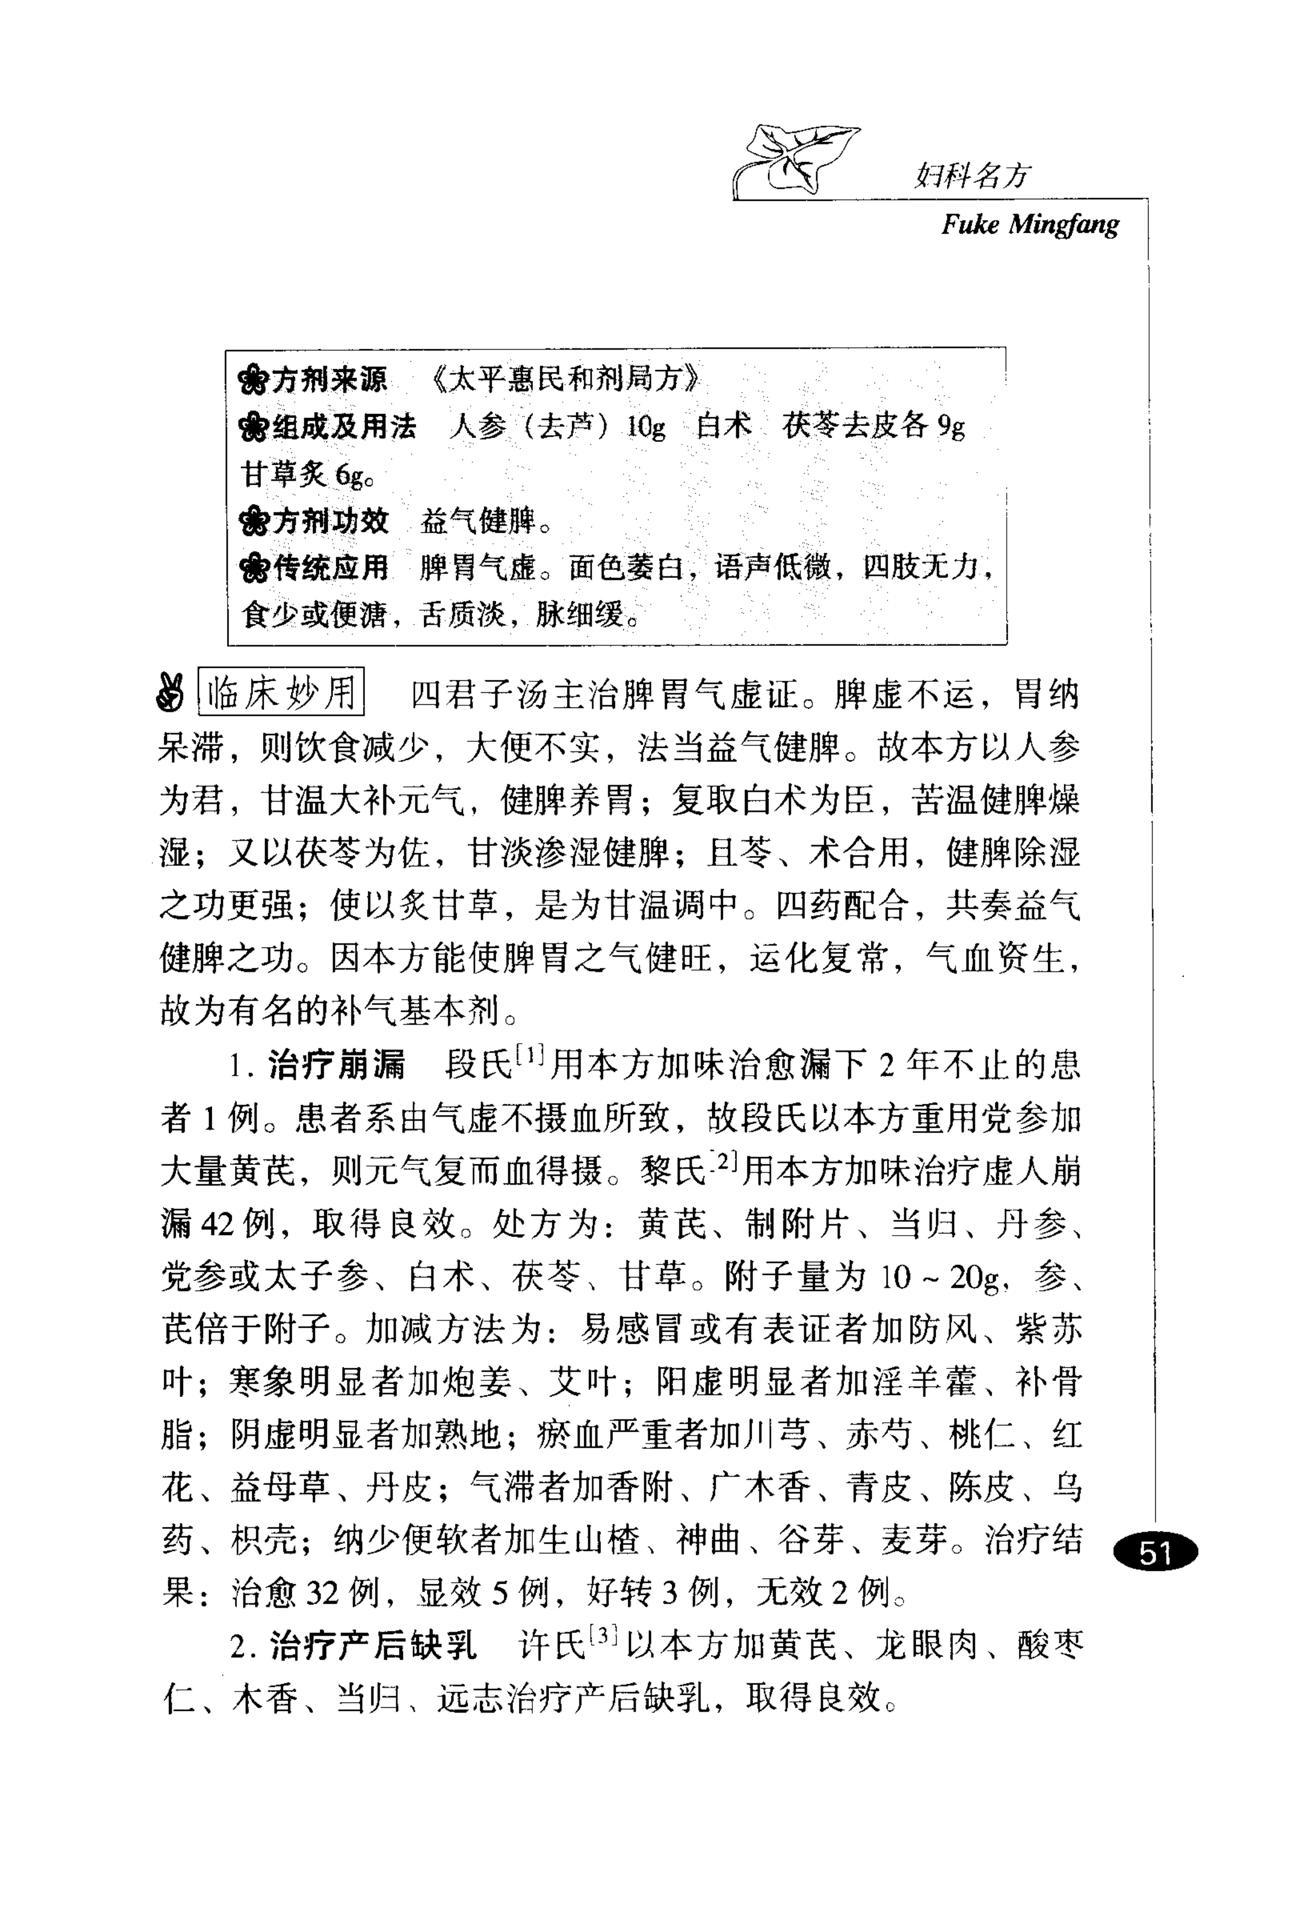 妇科名方
Fuke Mingfang
方剂来源 《太平惠民和剂局方》
组成及用法 人参（去芦）10g 白术 茯苓去皮各 9g
甘草炙 6g。
方剂功效 益气健脾。
传统应用 脾胃气虚。面色萎白，语声低微，四肢无力，
食少或便溏，舌质淡，脉细缓。
临床妙用 四君子汤主治脾胃气虚证。脾虚不运，胃纳
呆滞，则饮食减少，大便不实，法当益气健脾。故本方以人参
为君，甘温大补元气，健脾养胃；复取白术为臣，苦温健脾燥
湿；又以茯苓为佐，甘淡渗湿健脾；且苓、术合用，健脾除湿
之功更强；使以炙甘草，是为甘温调中。四药配合，共奏益气
健脾之功。因本方能使脾胃之气健旺，运化复常，气血资生，
故为有名的补气基本剂。
1. 治疗崩漏 段氏[1]用本方加味治愈漏下 2 年不止的患
者 1 例。患者系由气虚不摄血所致，故段氏以本方重用党参加
大量黄芪，则元气复而血得摄。黎氏[2]用本方加味治疗虚人崩
漏 42 例，取得良效。处方为：黄芪、制附片、当归、丹参、
党参或太子参、白术、茯苓、甘草。附子量为 10 ~ 20g，参、
芪倍于附子。加减方法为：易感冒或有表证者加防风、紫苏
叶；寒象明显者加炮姜、艾叶；阳虚明显者加淫羊藿、补骨
脂；阴虚明显者加熟地；瘀血严重者加川芎、赤芍、桃仁、红
花、益母草、丹皮；气滞者加香附、广木香、青皮、陈皮、乌
药、枳壳；纳少便软者加生山楂、神曲、谷芽、麦芽。治疗结
果：治愈 32 例，显效 5 例，好转 3 例，无效 2 例。
51
2. 治疗产后缺乳 许氏[3]以本方加黄芪、龙眼肉、酸枣
仁、木香、当归、远志治疗产后缺乳，取得良效。